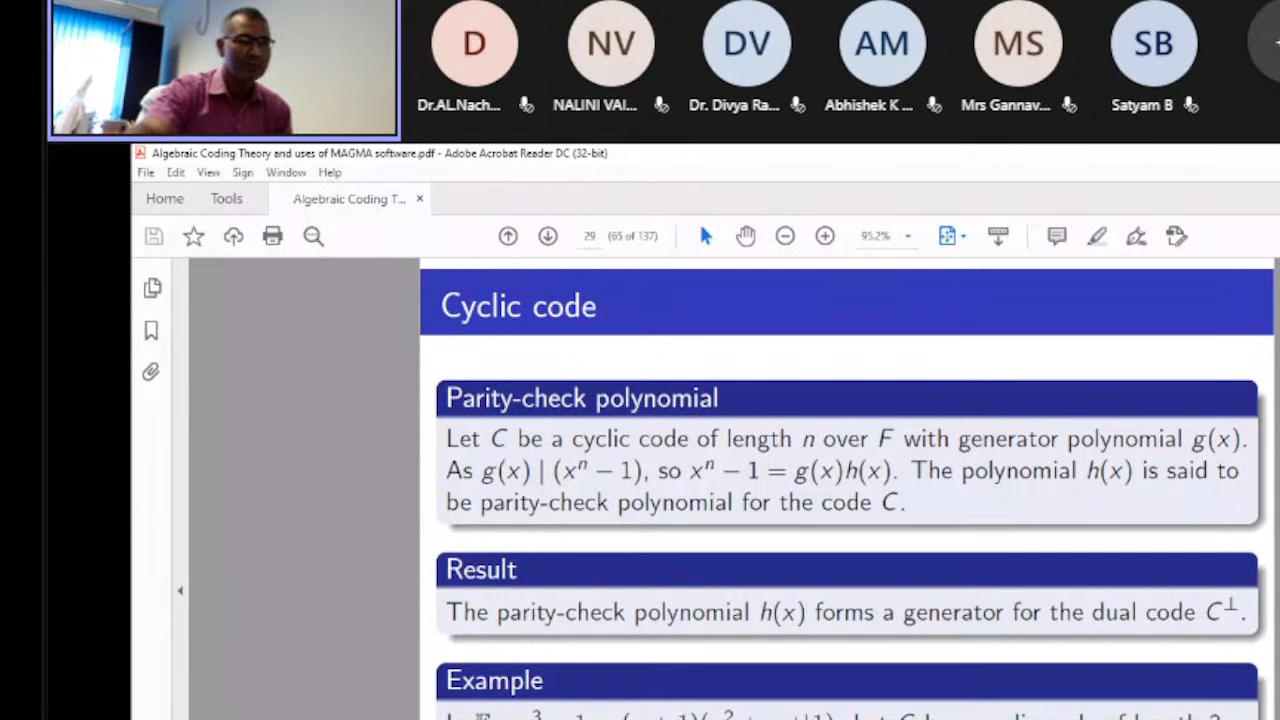 D NV DV AM MS SB
Dr.AL.Nach... NALINI VAI... Dr. Divya Ra... Abhishek K ... Mrs Gannav... Satyam B
Algebraic Coding Theory and uses of MAGMA software.pdf - Adobe Acrobat Reader DC (32-bit)
File Edit View Sign Window Help
Home Tools Algebraic Coding T... ×
29 (65 of 137) 95.2%
Cyclic code
Parity-check polynomial
Let C be a cyclic code of length n over F with generator polynomial g(x).
As g(x) | (xⁿ − 1), so xⁿ − 1 = g(x)h(x). The polynomial h(x) is said to
be parity-check polynomial for the code C.
Result
The parity-check polynomial h(x) forms a generator for the dual code C⊥.
Example